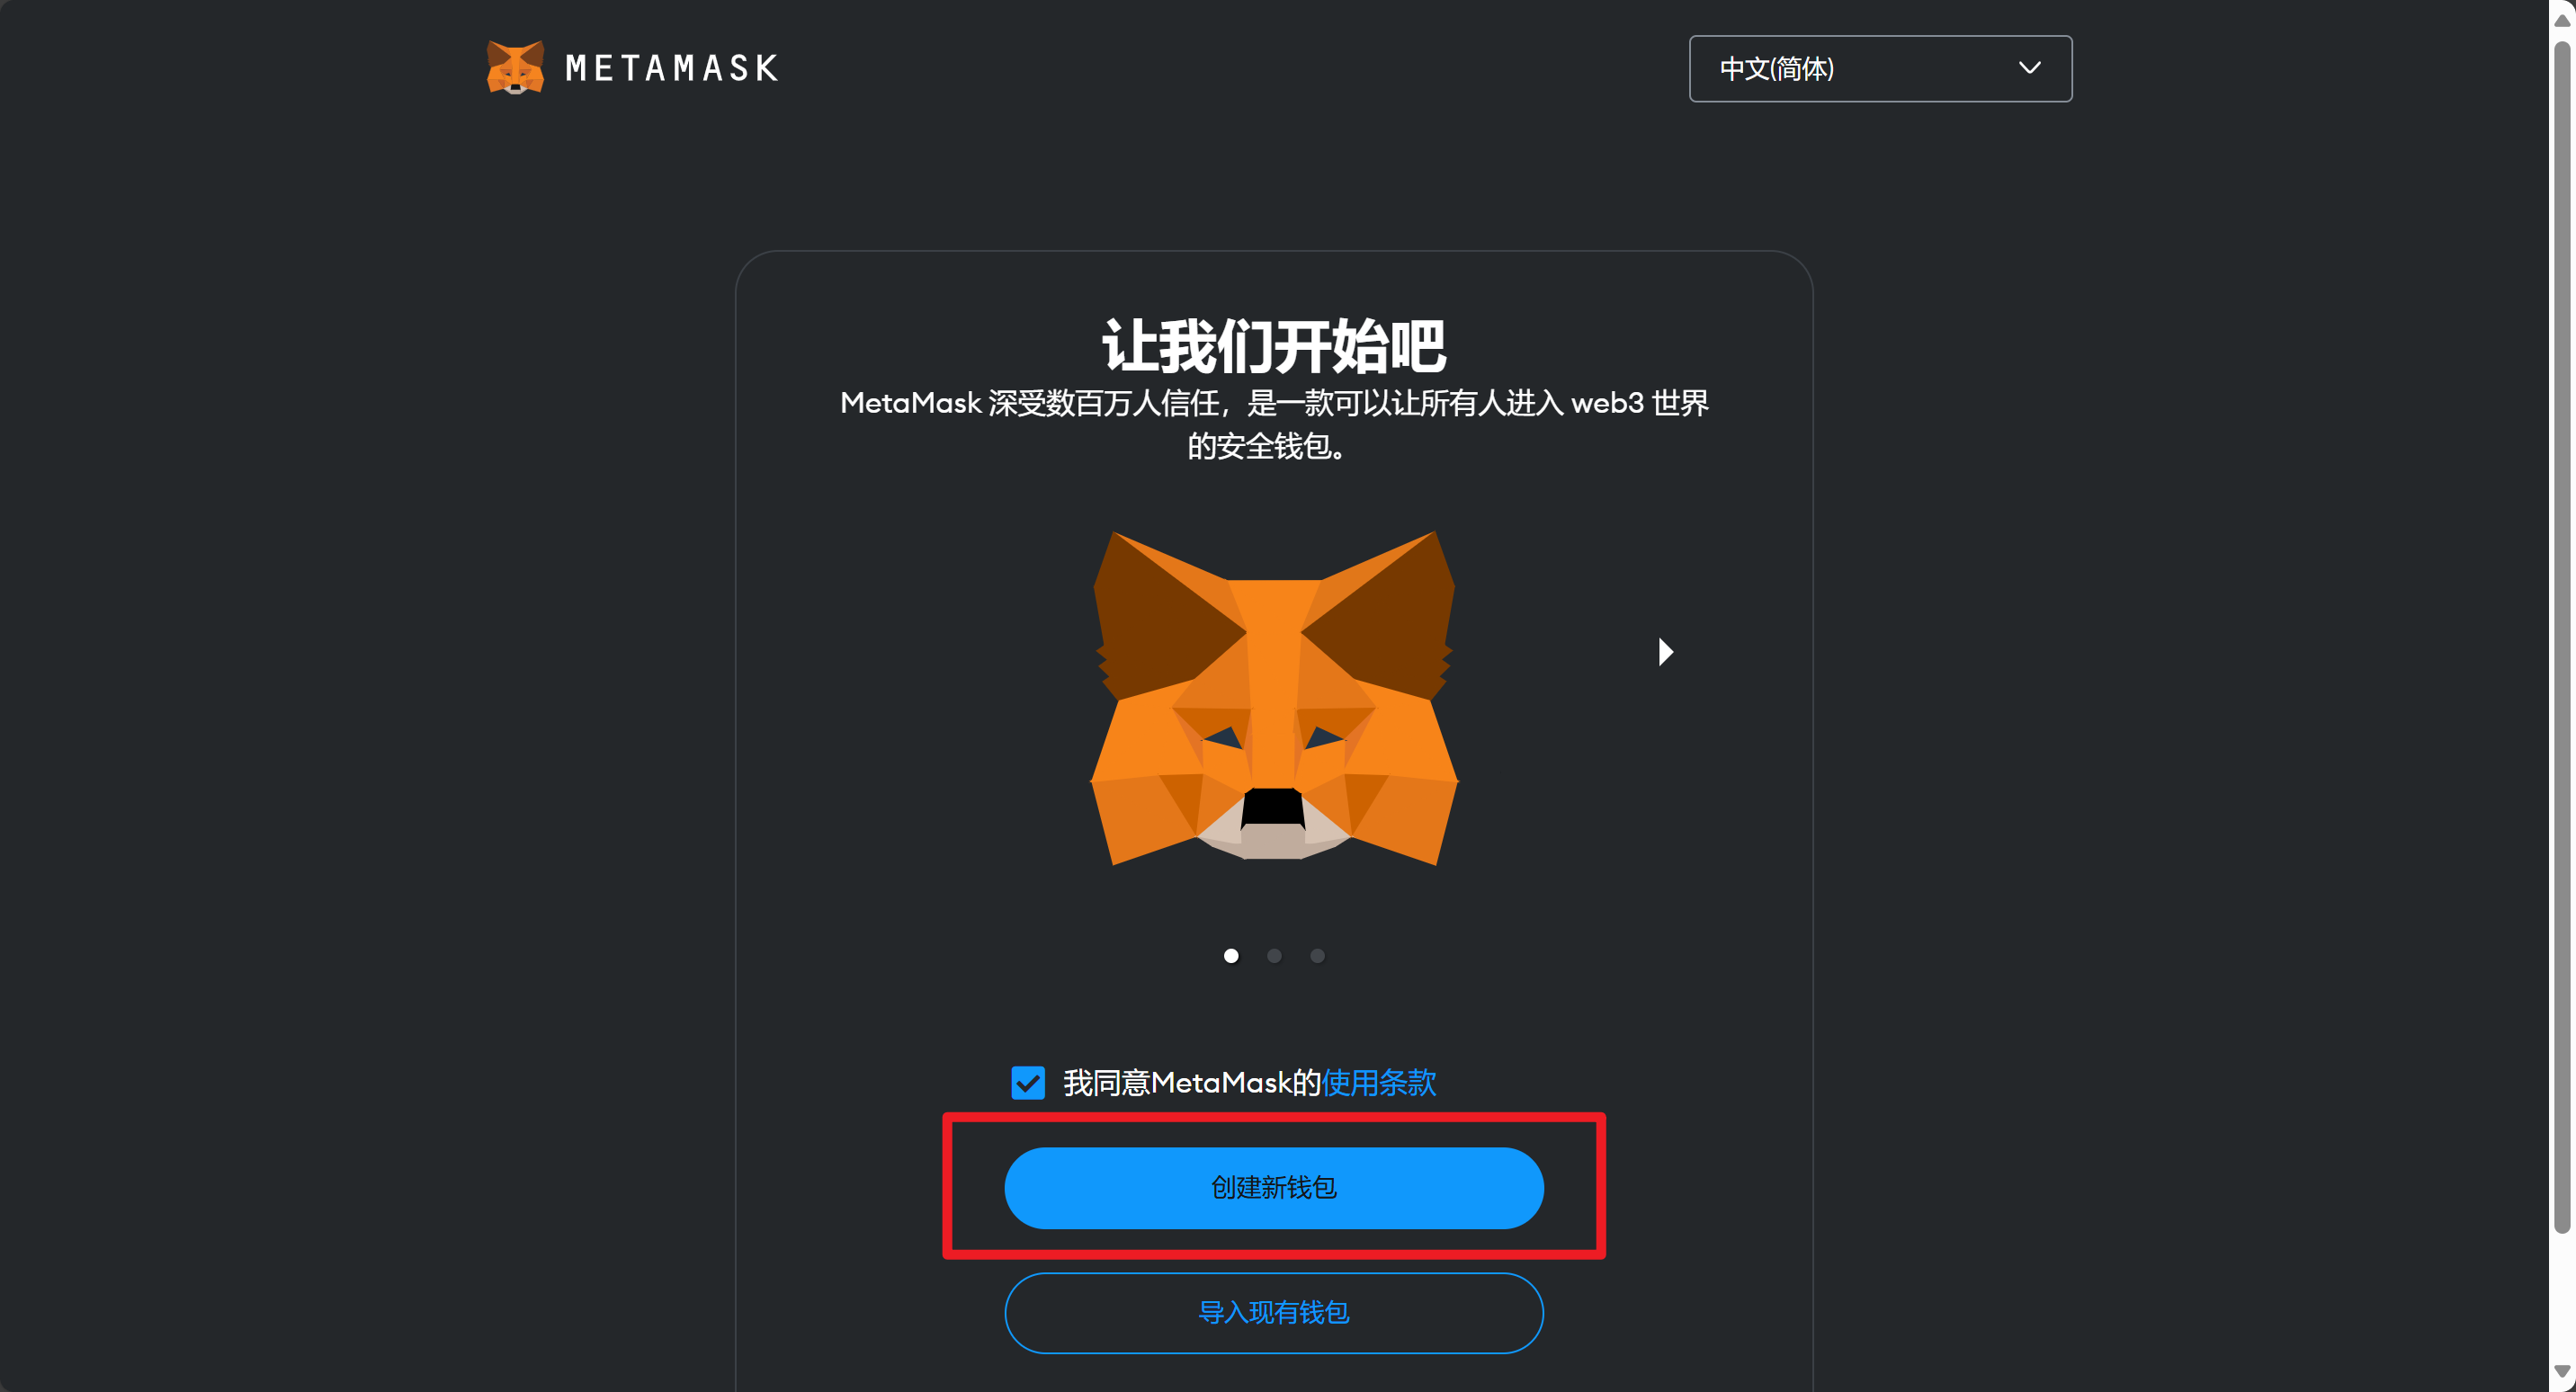 METAMASK
中文(简体)
让我们开始吧
MetaMask 深受数百万人信任，是一款可以让所有人进入 web3 世界
的安全钱包。
我同意MetaMask的使用条款
创建新钱包
导入现有钱包